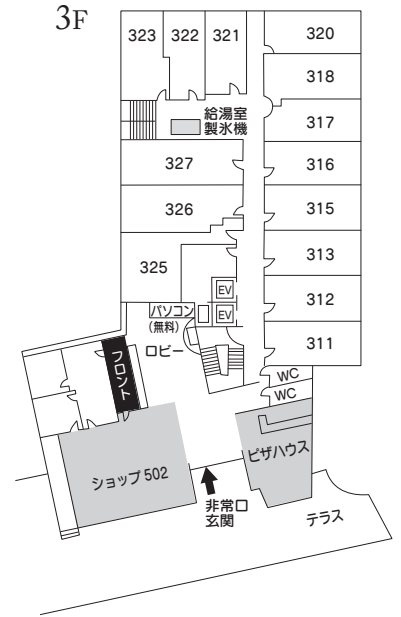 3F
323
322
321
320
318
給湯室
製氷機
317
327
316
326
315
325
313
EV
312
パソコン
EV
(無料)
ロビー
311
フロント
WC
WC
ピザハウス
ショップ 502
非常口
玄関
テラス